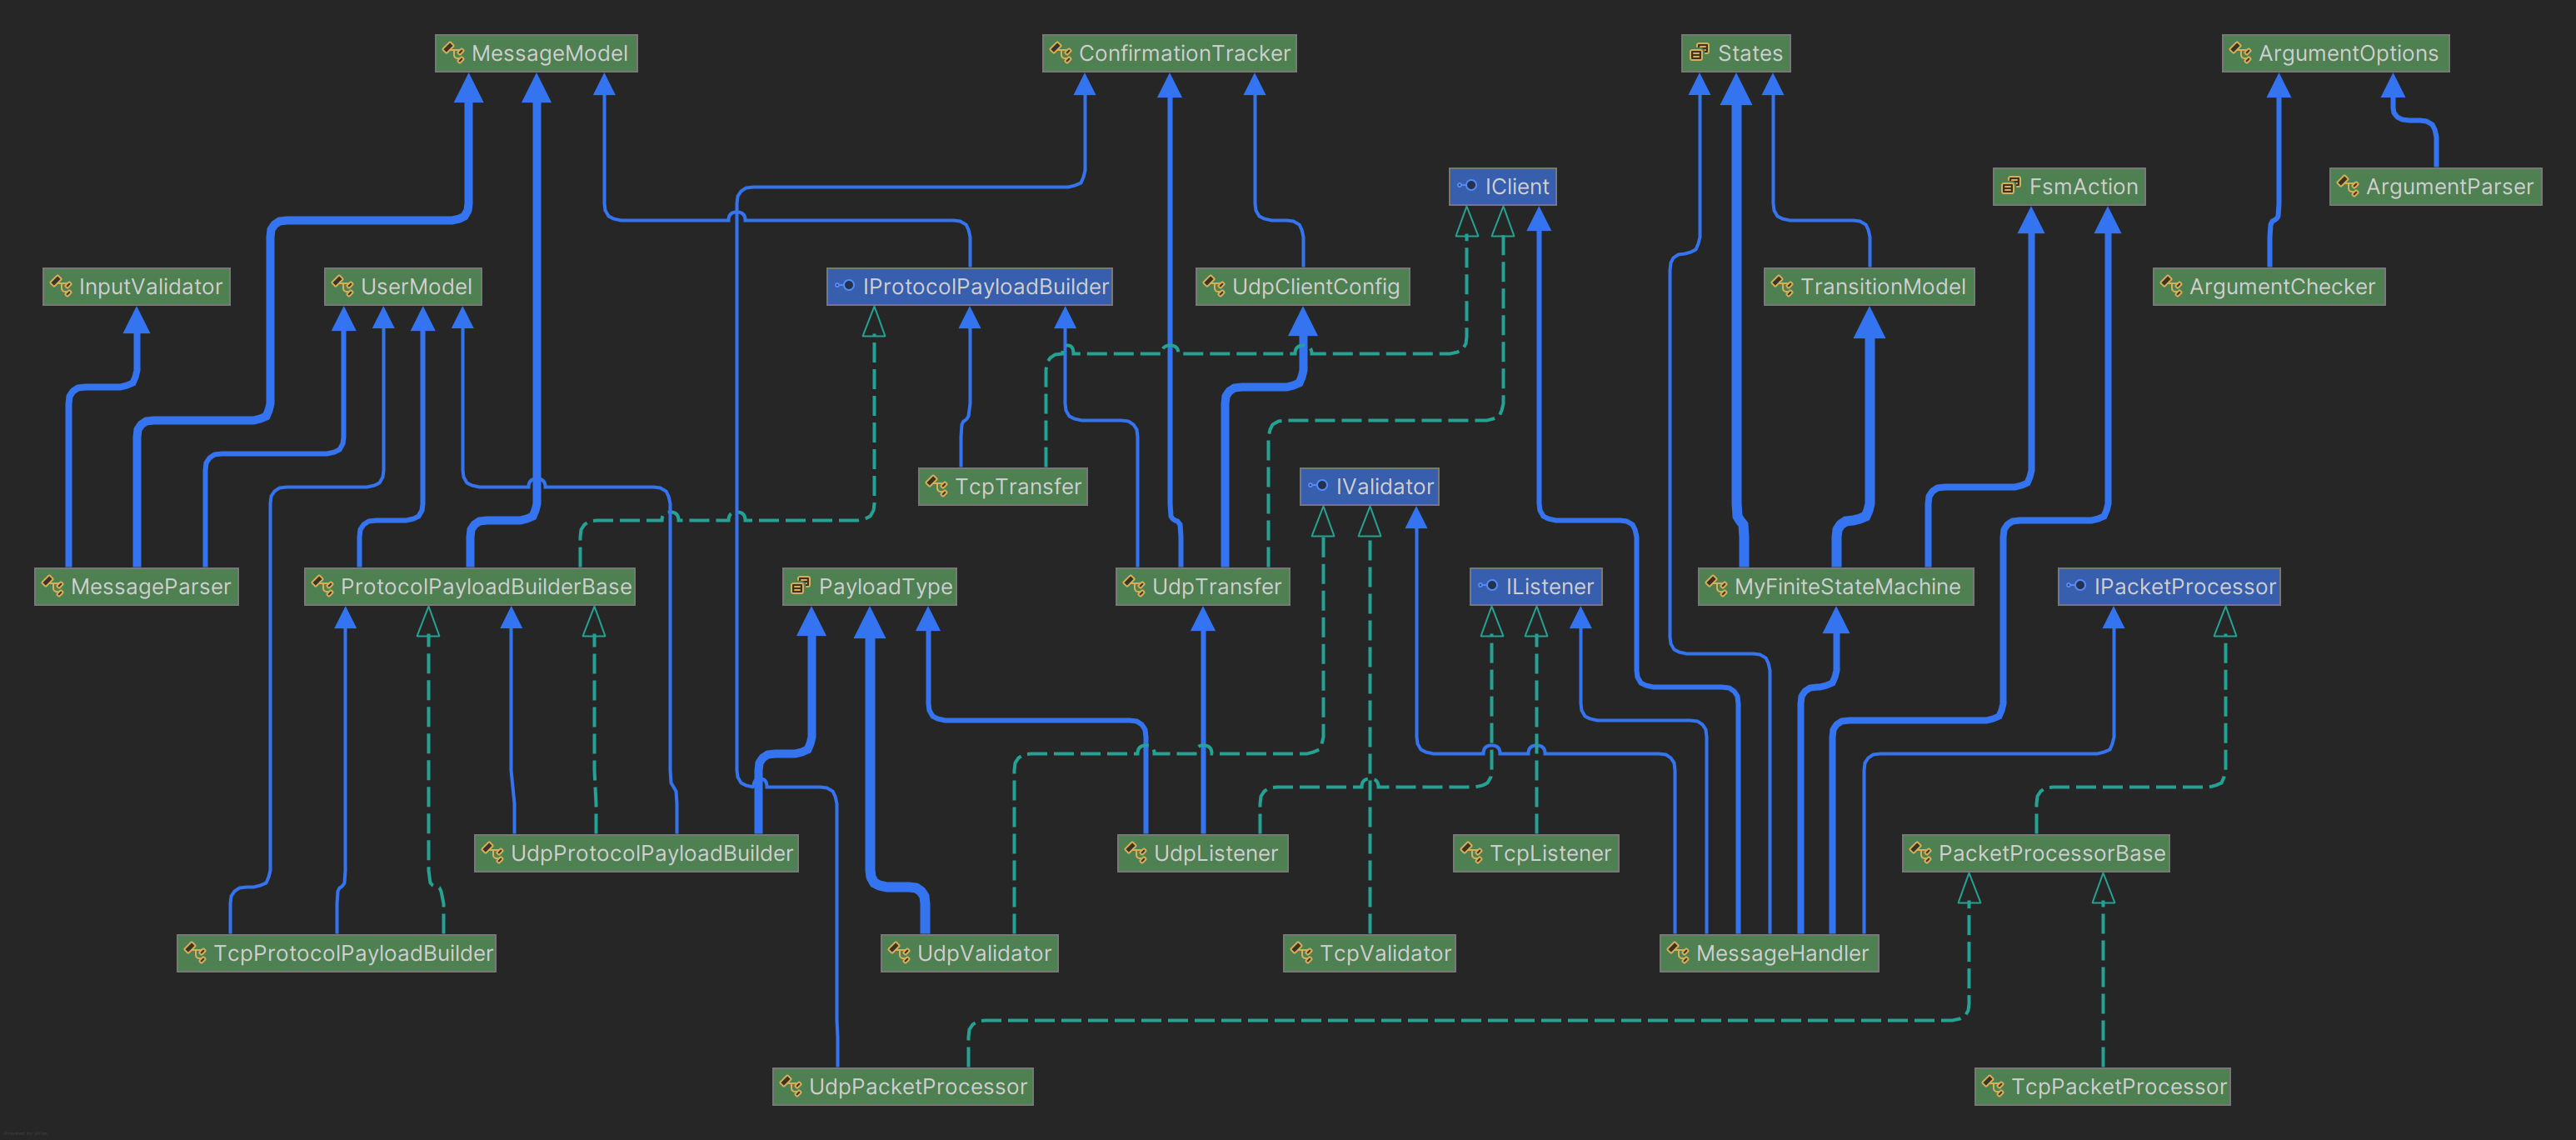 MessageModel
ConfirmationTracker
States
ArgumentOptions
IClient
FsmAction
ArgumentParser
InputValidator
UserModel
IProtocolPayloadBuilder
UdpClientConfig
TransitionModel
ArgumentChecker
TcpTransfer
IValidator
MessageParser
ProtocolPayloadBuilderBase
PayloadType
UdpTransfer
IListener
MyFiniteStateMachine
IPacketProcessor
UdpProtocolPayloadBuilder
UdpListener
TcpListener
PacketProcessorBase
TcpProtocolPayloadBuilder
UdpValidator
TcpValidator
MessageHandler
UdpPacketProcessor
TcpPacketProcessor